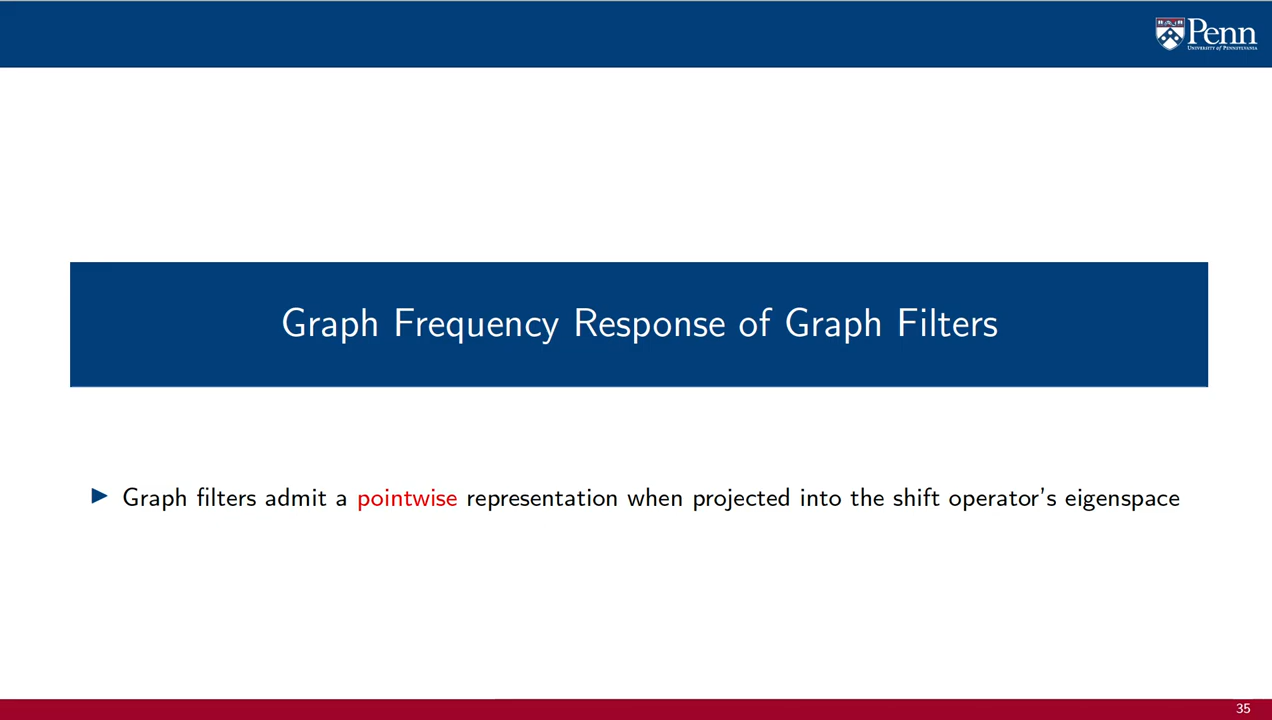 Penn
UNIVERSITY of PENNSYLVANIA
Graph Frequency Response of Graph Filters
▶ Graph filters admit a pointwise representation when projected into the shift operator's eigenspace
35